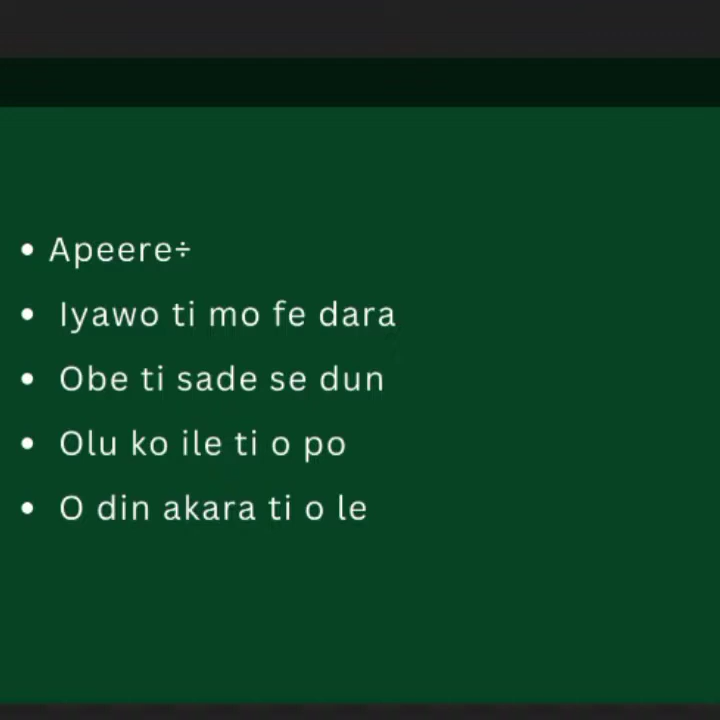 • Apeere÷
• Iyawo ti mo fe dara
• Obe ti sade se dun
• Olu ko ile ti o po
• O din akara ti o le